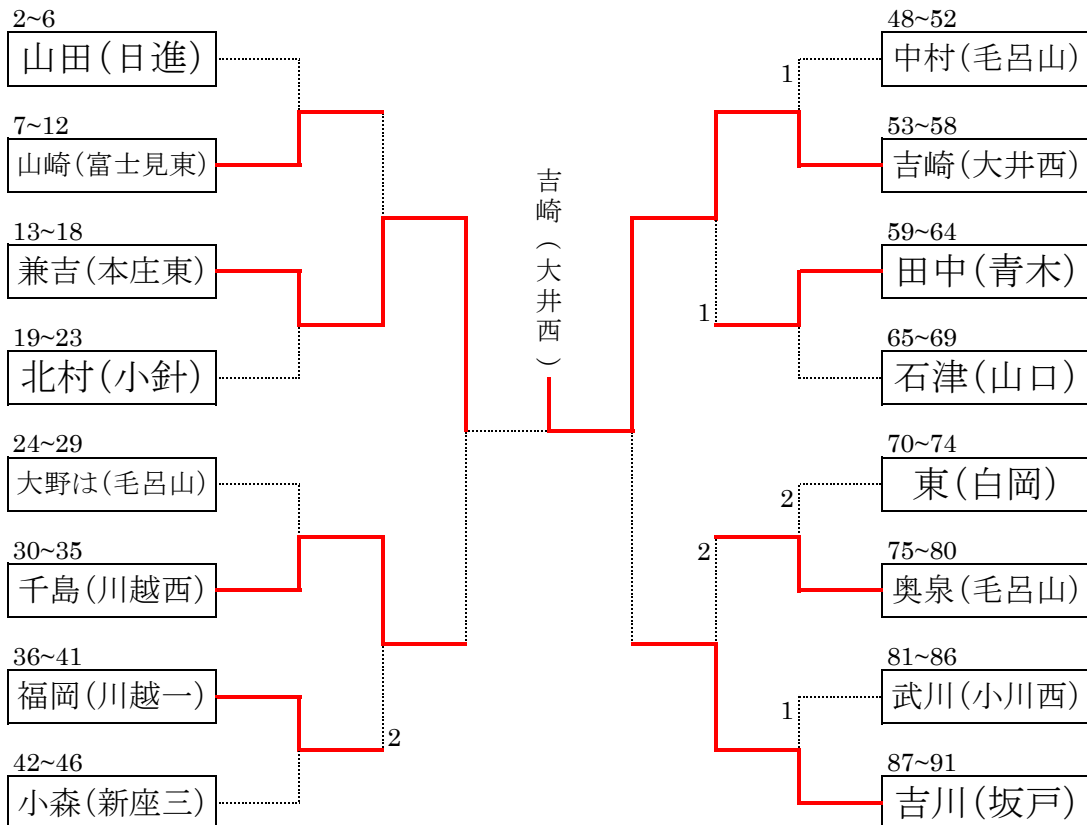 2~6
山田(日進)
7~12
山崎(富士見東)
13~18
兼吉(本庄東)
19~23
北村(小針)
24~29
大野は(毛呂山)
30~35
千島(川越西)
36~41
福岡(川越一)
2
42~46
小森(新座三)
吉崎(大井西)
48~52
中村(毛呂山)
1
53~58
吉崎(大井西)
59~64
田中(青木)
1
65~69
石津(山口)
70~74
東(白岡)
2
2
75~80
奥泉(毛呂山)
81~86
武川(小川西)
1
87~91
吉川(坂戸)